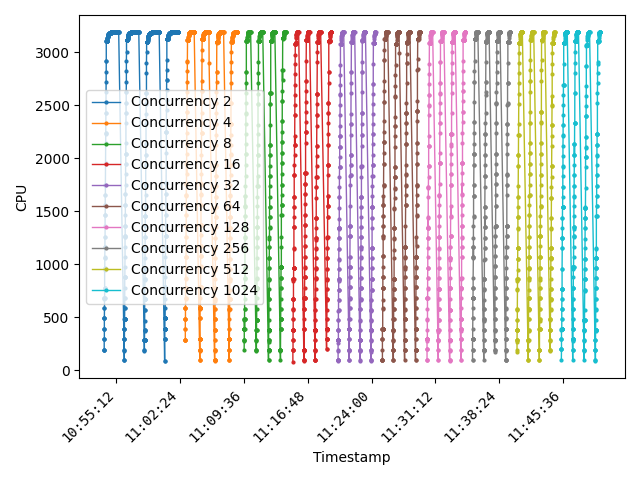 3000
2500
2000
1500
1000
500
0
CPU
Concurrency 2
Concurrency 4
Concurrency 8
Concurrency 16
Concurrency 32
Concurrency 64
Concurrency 128
Concurrency 256
Concurrency 512
Concurrency 1024
10:55:12
11:02:24
11:09:36
11:16:48
11:24:00
11:31:12
11:38:24
11:45:36
Timestamp